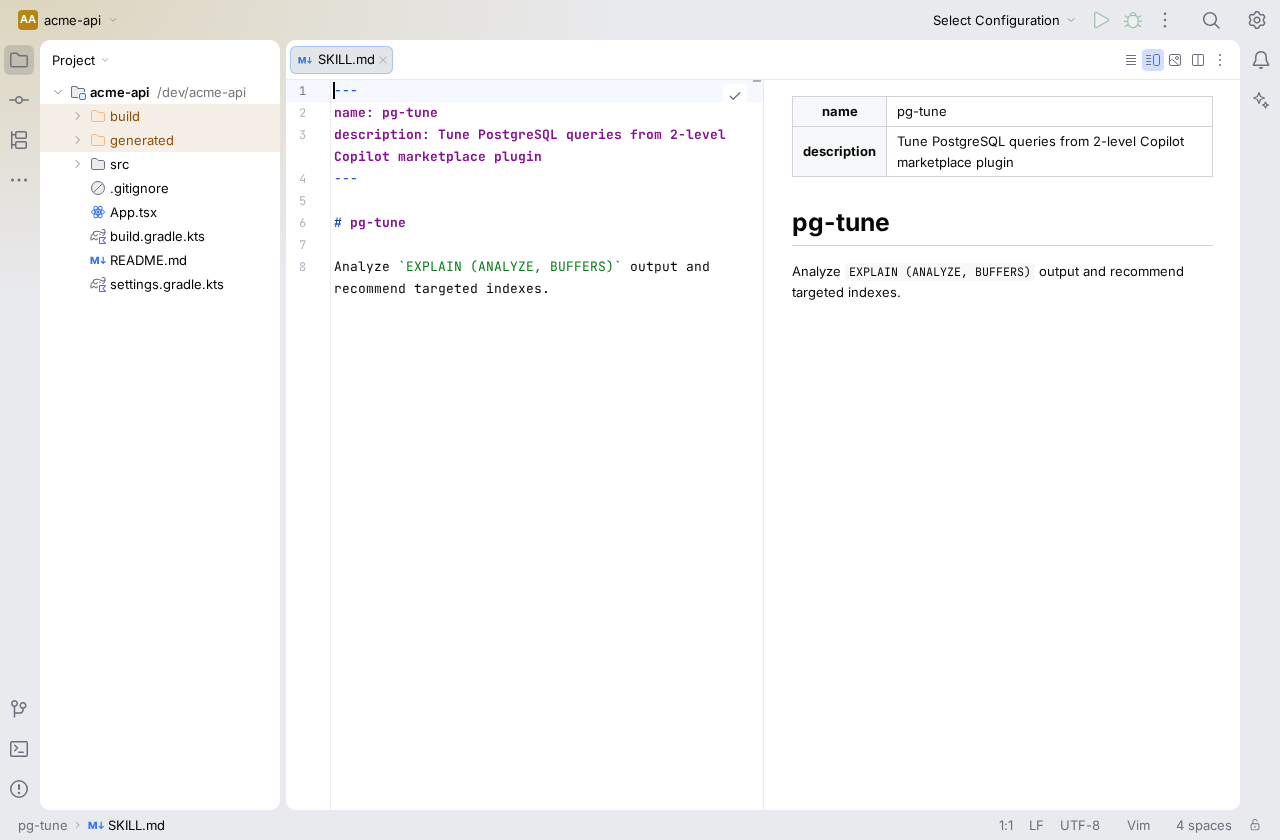 AA acme-api
Select Configuration
Project
SKILL.md
acme-api /dev/acme-api
build
generated
src
.gitignore
App.tsx
build.gradle.kts
README.md
settings.gradle.kts
1 ---
2 name: pg-tune
3 description: Tune PostgreSQL queries from 2-level
Copilot marketplace plugin
4 ---
5
6 # pg-tune
7
8 Analyze `EXPLAIN (ANALYZE, BUFFERS)` output and
recommend targeted indexes.
name pg-tune
description Tune PostgreSQL queries from 2-level Copilot
marketplace plugin
pg-tune
Analyze EXPLAIN (ANALYZE, BUFFERS) output and recommend
targeted indexes.
pg-tune SKILL.md
1:1 LF UTF-8 Vim 4 spaces